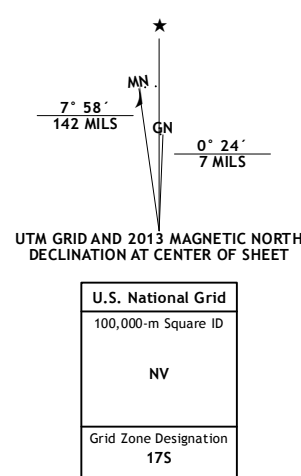 MN
7° 58´
142 MILS
GN
0° 24´
7 MILS
UTM GRID AND 2013 MAGNETIC NORTH
DECLINATION AT CENTER OF SHEET
U.S. National Grid
100,000-m Square ID
NV
Grid Zone Designation
17S